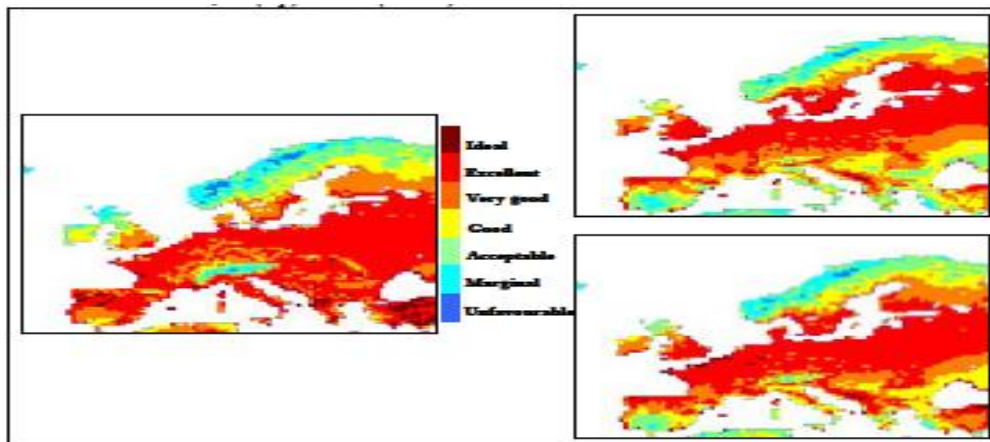 Ideal
Excellent
Very good
Good
Acceptable
Marginal
Unfavourable